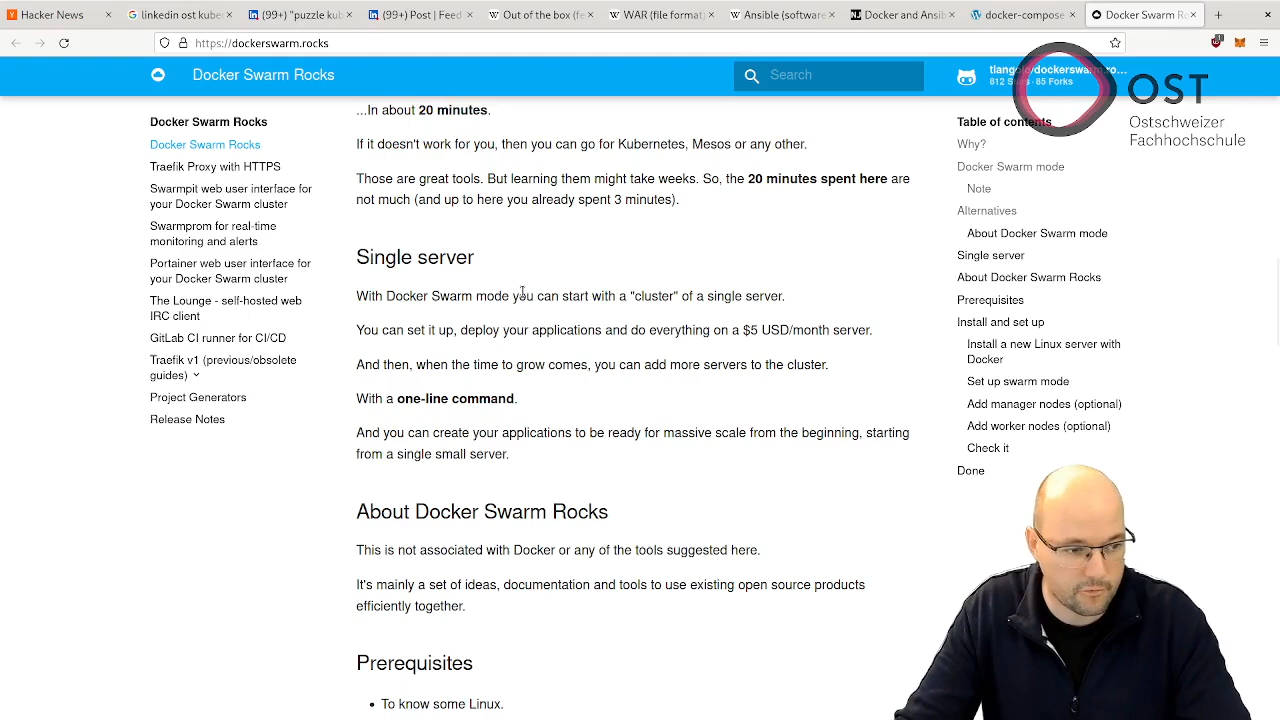 Hacker News
linkedin ost kuber
(99+) "puzzle kub
(99+) Post | Feed
Out of the box (fe
WAR (file format)
Ansible (software
Docker and Ansib
docker-compose
Docker Swarm Ro
https://dockerswarm.rocks
Docker Swarm Rocks
Search
812 Stars · 85 Forks
OST
Ostschweizer
Fachhochschule
Docker Swarm Rocks
Docker Swarm Rocks
Traefik Proxy with HTTPS
Swarmpit web user interface for
your Docker Swarm cluster
Swarmprom for real-time
monitoring and alerts
Portainer web user interface for
your Docker Swarm cluster
The Lounge - self-hosted web
IRC client
GitLab CI runner for CI/CD
Traefik v1 (previous/obsolete
guides)
Project Generators
Release Notes
...In about 20 minutes.
If it doesn't work for you, then you can go for Kubernetes, Mesos or any other.
Those are great tools. But learning them might take weeks. So, the 20 minutes spent here are
not much (and up to here you already spent 3 minutes).
Single server
With Docker Swarm mode you can start with a "cluster" of a single server.
You can set it up, deploy your applications and do everything on a $5 USD/month server.
And then, when the time to grow comes, you can add more servers to the cluster.
With a one-line command.
And you can create your applications to be ready for massive scale from the beginning, starting
from a single small server.
About Docker Swarm Rocks
This is not associated with Docker or any of the tools suggested here.
It's mainly a set of ideas, documentation and tools to use existing open source products
efficiently together.
Prerequisites
To know some Linux.
Table of contents
Why?
Docker Swarm mode
Note
Alternatives
About Docker Swarm mode
Single server
About Docker Swarm Rocks
Prerequisites
Install and set up
Install a new Linux server with
Docker
Set up swarm mode
Add manager nodes (optional)
Add worker nodes (optional)
Check it
Done